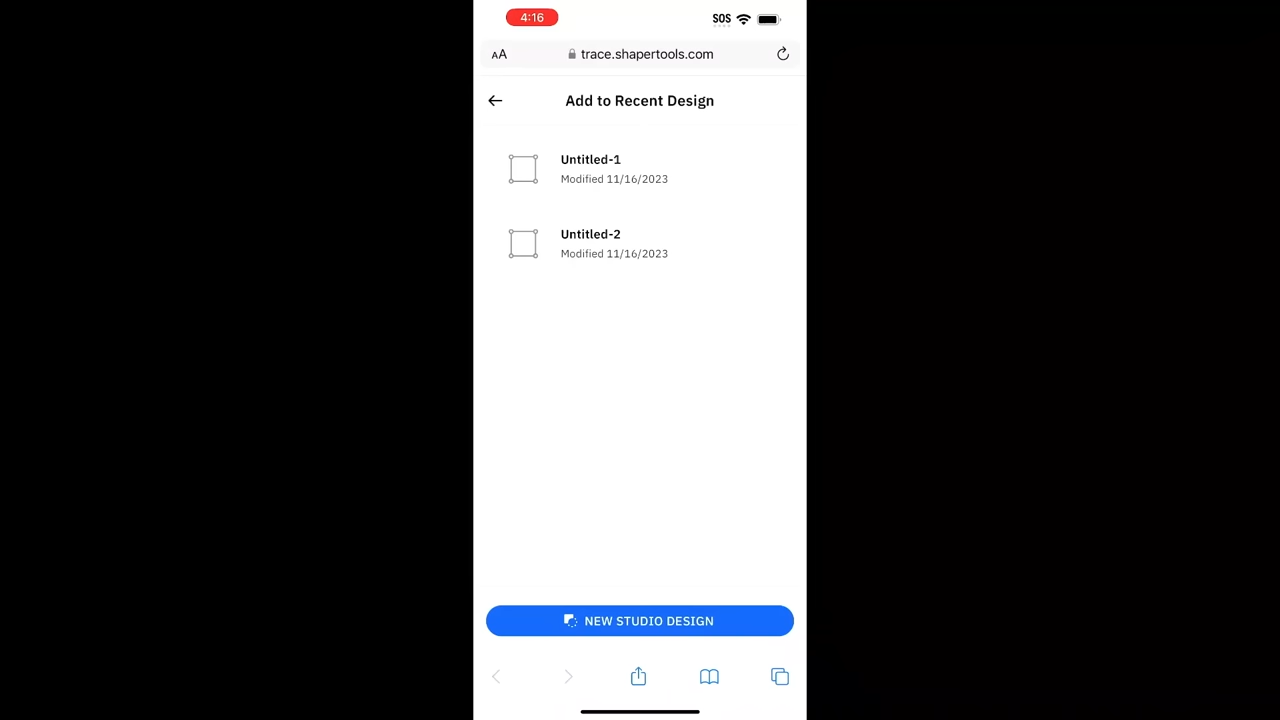 4:16
SOS
AA
trace.shapertools.com
Add to Recent Design
Untitled-1
Modified 11/16/2023
Untitled-2
Modified 11/16/2023
NEW STUDIO DESIGN